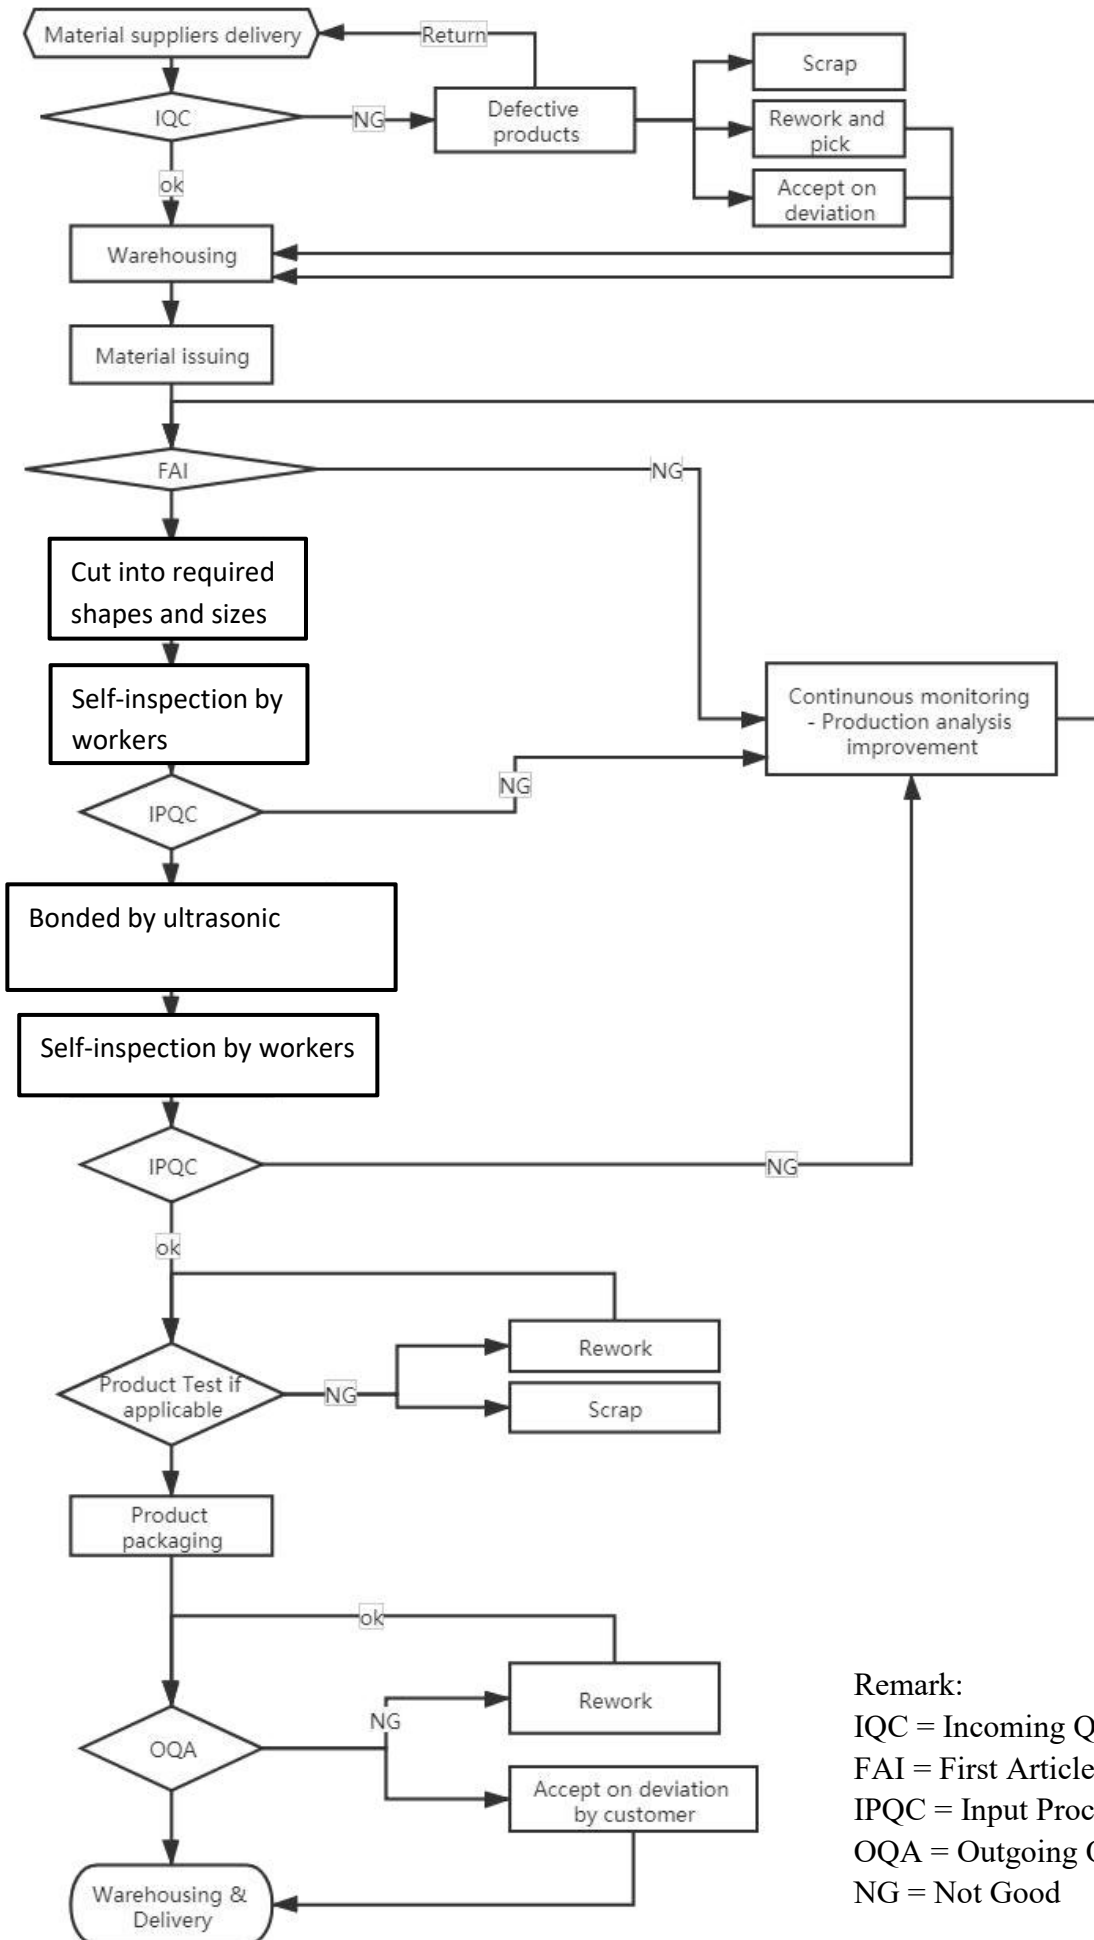 Material suppliers delivery
Return
Scrap
IQC
NG
Defective
products
Rework and
pick
ok
Accept on
deviation
Warehousing
Material issuing
FAI
NG
Cut into required
shapes and sizes
Self-inspection by
workers
Continunous monitoring
- Production analysis
improvement
NG
IPQC
Bonded by ultrasonic
Self-inspection by workers
IPQC
NG
ok
Rework
Product Test if
applicable
NG
Scrap
Product
packaging
ok
Rework
NG
OQA
Accept on deviation
by customer
Warehousing &
Delivery
Remark:
IQC = Incoming
FAI = First Article
IPQC = Input
OQA = Outgoing
NG = Not Good